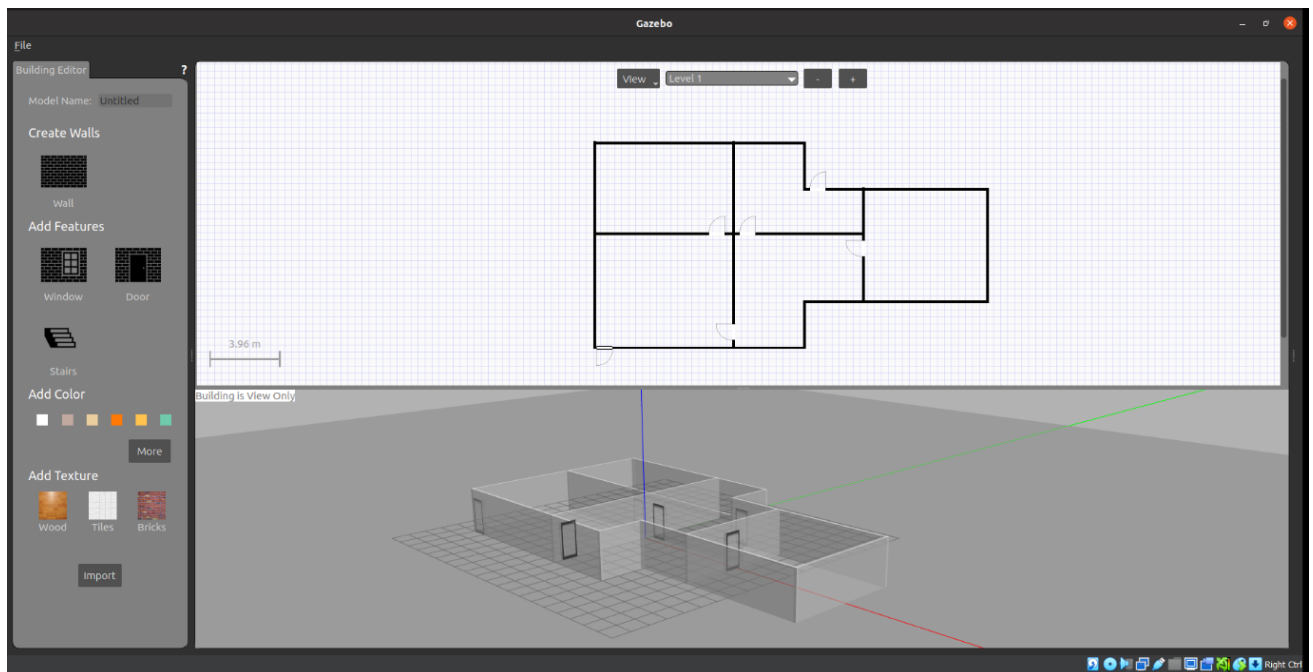 Gazebo
File
Building Editor
?
Model Name: Untitled
Create Walls
Wall
Add Features
Window Door
Stairs
Add Color
More
Add Texture
Wood Tiles Bricks
Import
View Level 1 - +
3.96 m
Building is View Only
Right Ctrl